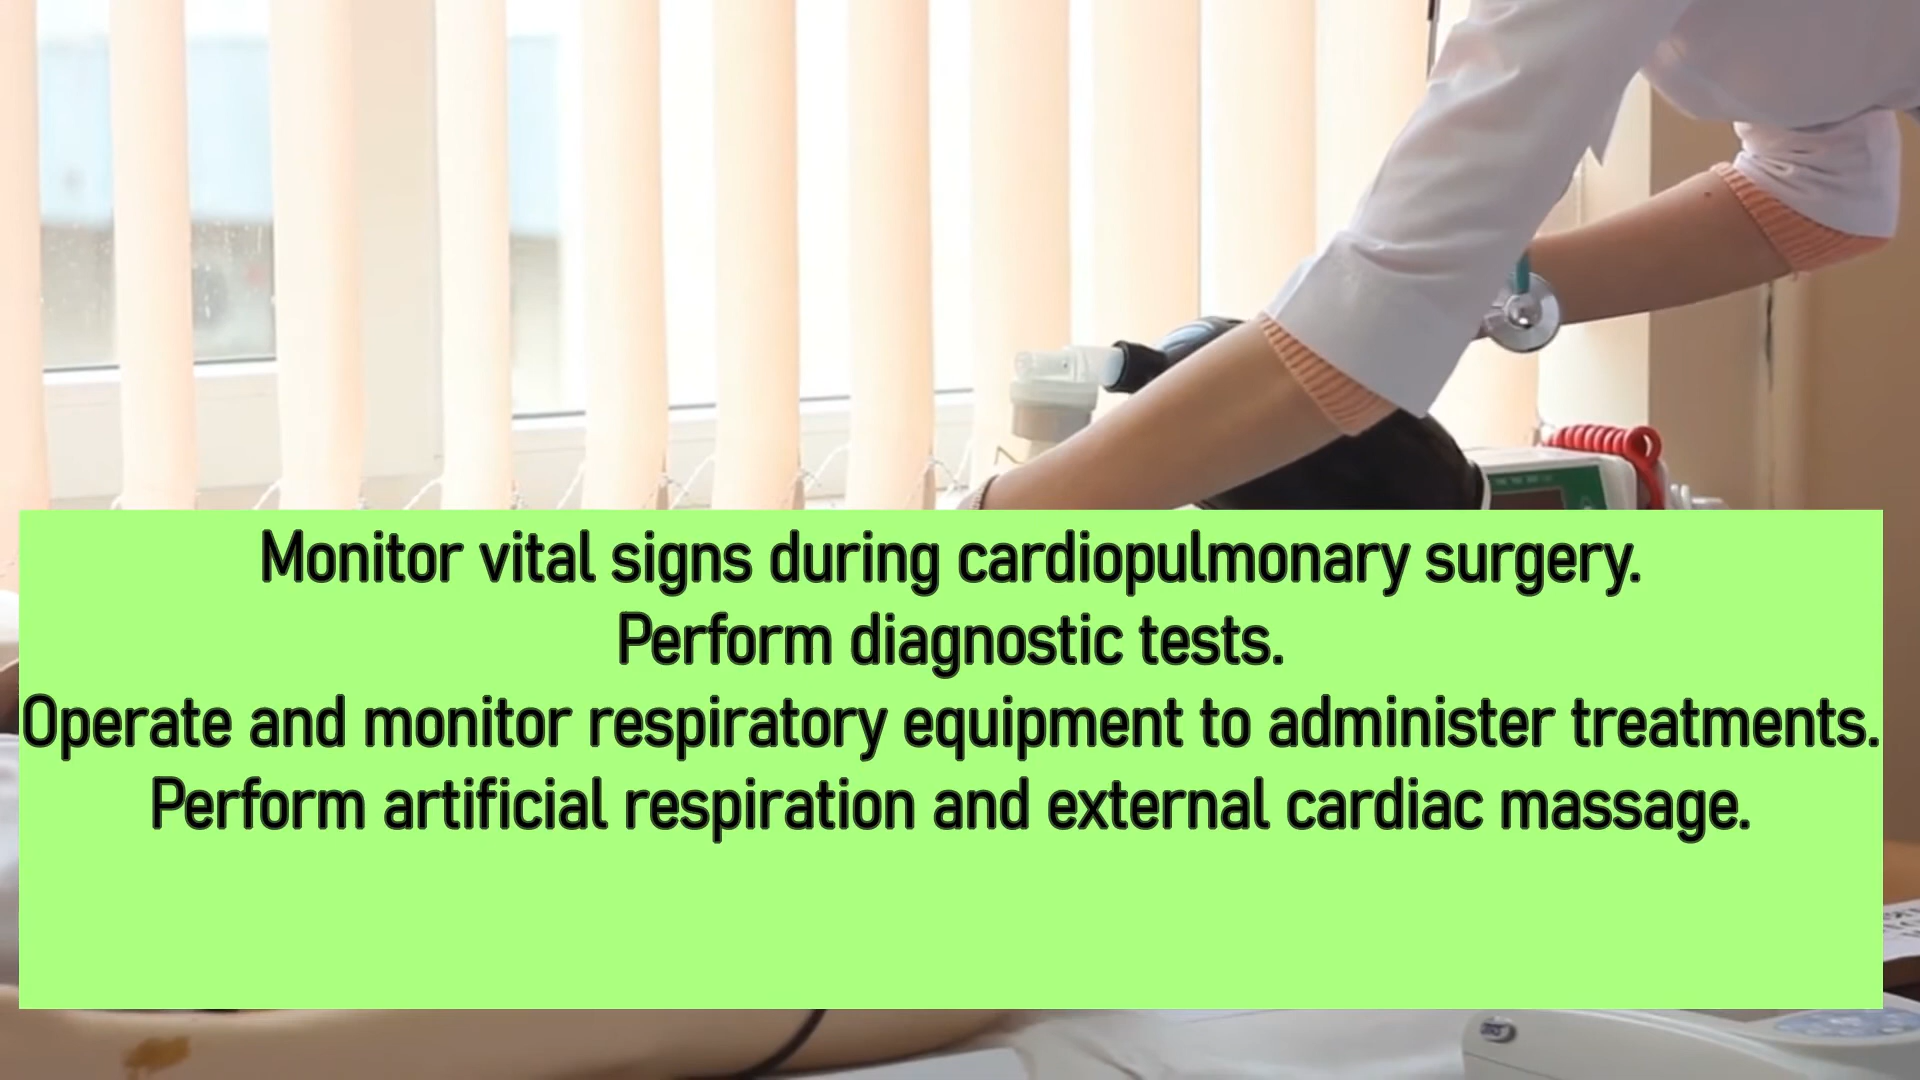 Monitor vital signs during cardiopulmonary surgery.
Perform diagnostic tests.
Operate and monitor respiratory equipment to administer treatments.
Perform artificial respiration and external cardiac massage.